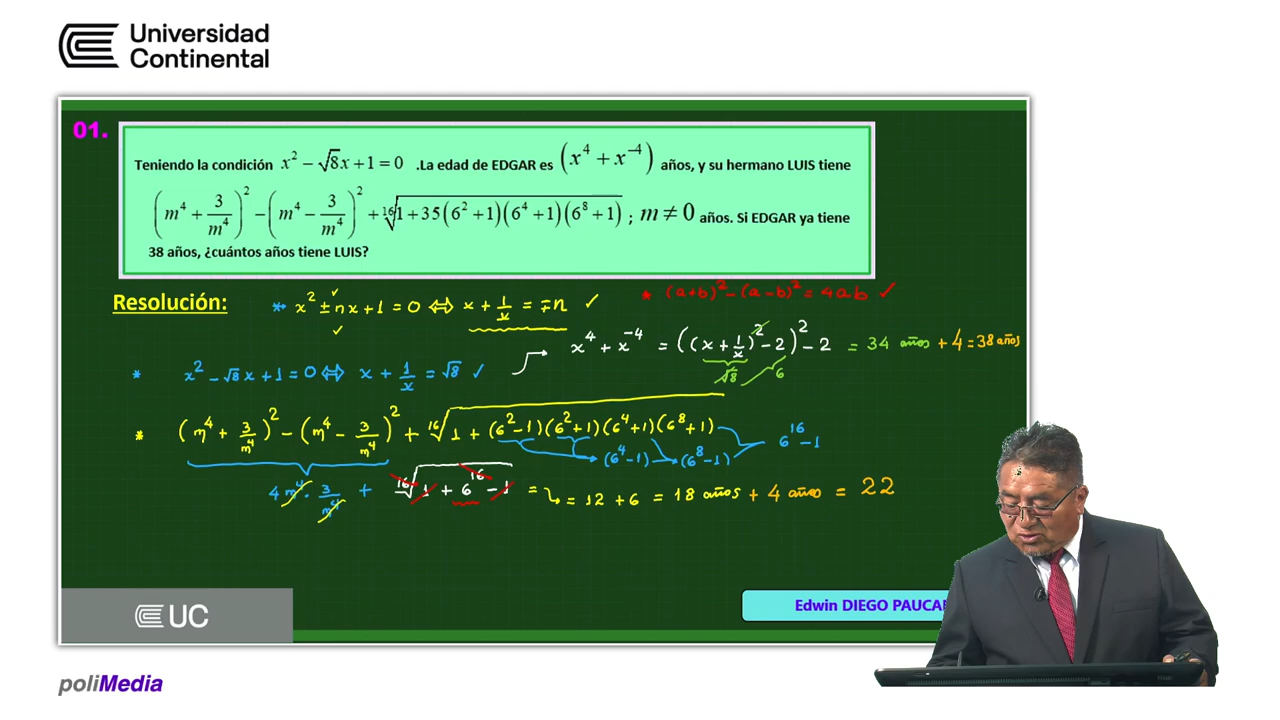 Universidad
Continental
01.
Teniendo la condición x² − √8x + 1 = 0 .La edad de EDGAR es (x⁴ + x⁻⁴) años, y su hermano LUIS tiene
(m⁴ + 3/m⁴)² − (m⁴ − 3/m⁴)² + ¹⁶√(1 + 35(6² + 1)(6⁴ + 1)(6⁸ + 1)) ; m ≠ 0 años. Si EDGAR ya tiene
38 años, ¿cuántos años tiene LUIS?
Resolución:
* x² ± nx + 1 = 0 ⇔ x + 1/x = ∓n ✓
* (a+b)² − (a−b)² = 4ab ✓
x⁴ + x⁻⁴ = ((x + 1/x)² − 2)² − 2 = 34 años + 4 = 38 años
√8 6
* x² − √8x + 1 = 0 ⇔ x + 1/x = √8 ✓
* (m⁴ + 3/m⁴)² − (m⁴ − 3/m⁴)² + ¹⁶√(1 + (6² − 1)(6² + 1)(6⁴ + 1)(6⁸ + 1))
(6⁴ − 1) (6⁸ − 1) 6¹⁶ − 1
4m⁴ · 3/m⁴ + ¹⁶√(1 + 6¹⁶ − 1) = = 12 + 6 = 18 años + 4 años = 22
UC
Edwin DIEGO PAUCA
poliMedia